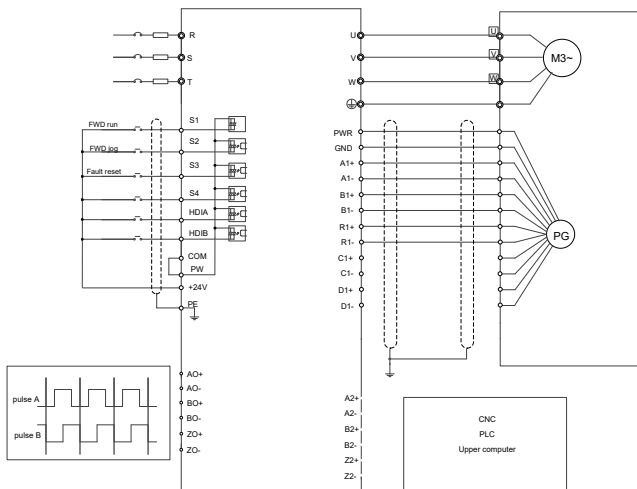 R
S
T
FWD run
FWD jog
Fault reset
S1
S2
S3
S4
HDIA
HDIB
COM
PW
+24V
PE
pulse A
pulse B
AO+
AO-
BO+
BO-
ZO+
ZO-
U
V
W
U
V
W
M3~
PWR
GND
A1+
A1-
B1+
B1-
R1+
R1-
C1+
C1-
D1+
D1-
PG
A2+
A2-
B2+
B2-
Z2+
Z2-
CNC
PLC
Upper computer